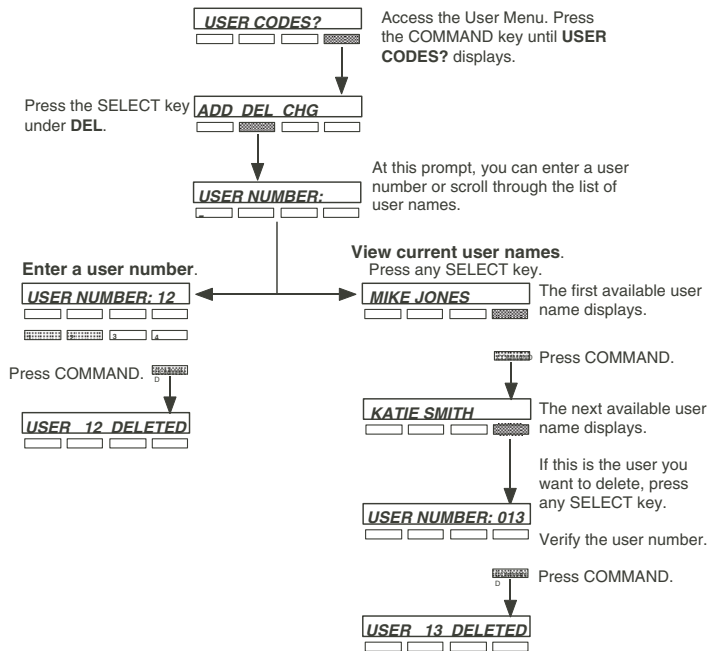 USER CODES?
Access the User Menu. Press
the COMMAND key until USER
CODES? displays.
Press the SELECT key
under DEL.
ADD DEL CHG
At this prompt, you can enter a user
number or scroll through the list of
user names.
USER NUMBER:
–
Enter a user number.
USER NUMBER: 12
3 4
Press COMMAND.
D
USER 12 DELETED
View current user names.
Press any SELECT key.
MIKE JONES
The first available user
name displays.
D Press COMMAND.
KATIE SMITH
The next available user
name displays.
If this is the user you
want to delete, press
any SELECT key.
USER NUMBER: 013
Verify the user number.
Press COMMAND.
D
USER 13 DELETED